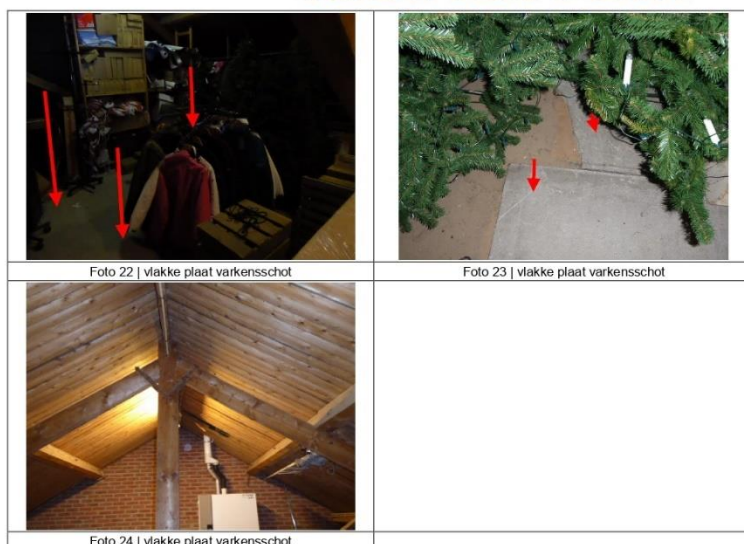 Foto 22 | vlakke plaat varkensschot
Foto 23 | vlakke plaat varkensschot
Foto 24 | vlakke plaat varkensschot